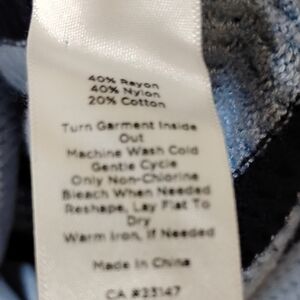 40% Rayon
40% Nylon
20% Cotton
Turn Garment Inside
Out
Machine Wash Cold
Gentle Cycle
Only Non-Chlorine
Bleach When Needed
Reshape, Lay Flat To
Dry
Warm Iron, If Needed
Made In China
CA #23147